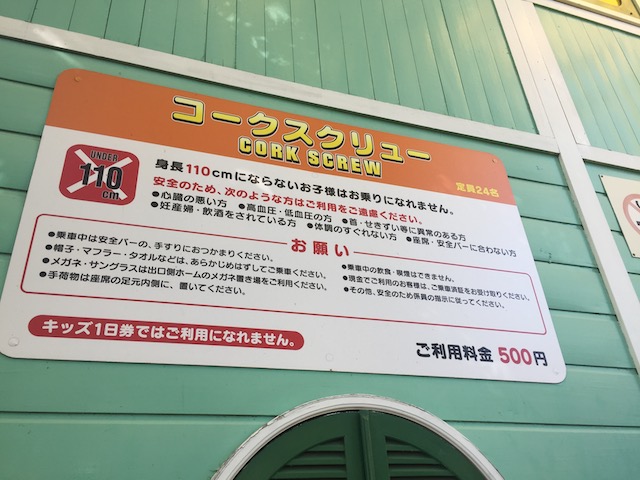 コークスクリュー
CORK SCREW
定員24名
UNDER
110
cm
身長110cmにならないお子様はお乗りになれません。
安全のため、次のような方はご利用をご遠慮ください。
●心臓の悪い方 ●高血圧・低血圧の方 ●首・せきずい等に異常のある方
●妊産婦・飲酒をされている方 ●体調のすぐれない方 ●座席・安全バーに合わない方
お願い
●乗車中は安全バーの、手すりにおつかまりください。
●帽子・マフラー・タオルなどは、あらかじめはずしてご乗車ください。
●メガネ・サングラスは出口側ホームのメガネ置き場をご利用ください。
●手荷物は座席の足元内側に、置いてください。
●乗車中の飲食・喫煙はできません。
●現金でご利用のお客様は、ご乗車済証をお受け取りください。
●その他、安全のため係員の指示に従ってください。
キッズ1日券ではご利用になれません。
ご利用料金 500円